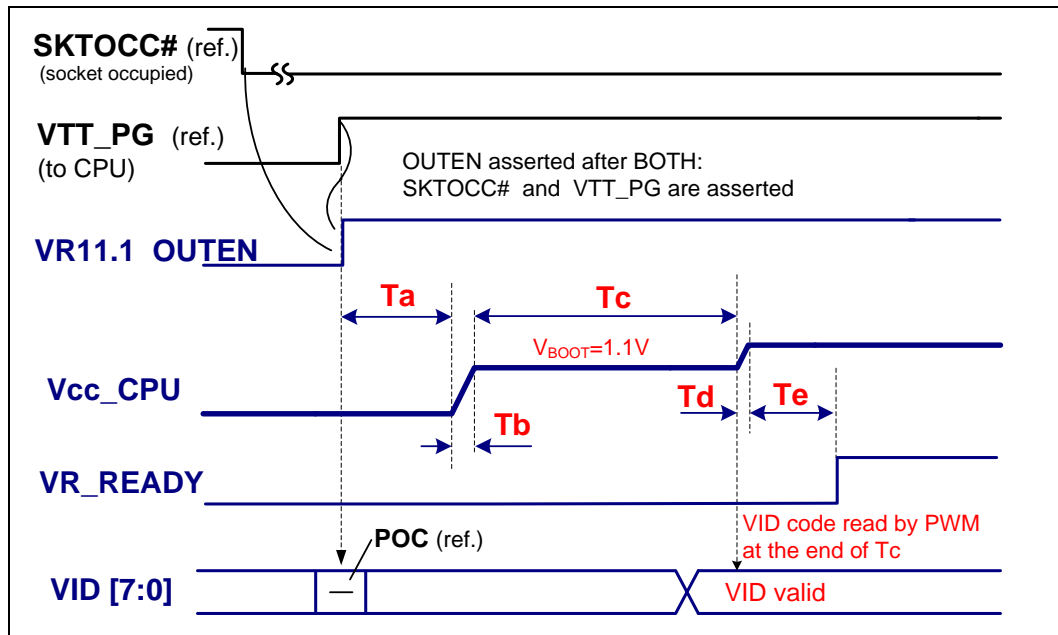 SKTOCC# (ref.)
(socket occupied)
VTT_PG (ref.)
(to CPU)
OUTEN asserted after BOTH:
SKTOCC# and VTT_PG are asserted
VR11.1 OUTEN
Ta
Tc
VBOOT=1.1V
Vcc_CPU
Td
Te
Tb
VR_READY
VID code read by PWM
at the end of Tc
POC (ref.)
VID [7:0]
VID valid